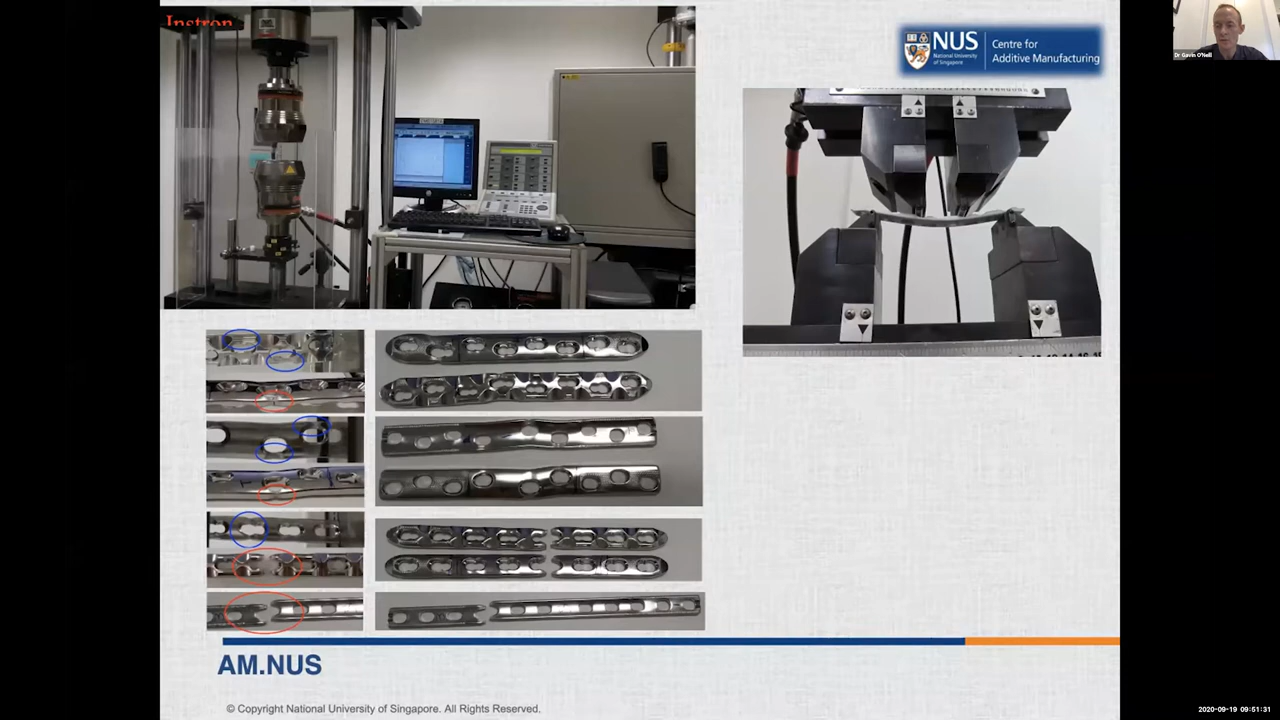 Instron
NUS
National University
of Singapore
Centre for
Additive Manufacturing
Dr Gavin O'Neill
AM.NUS
© Copyright National University of Singapore. All Rights Reserved.
2020-09-19 09:51:31